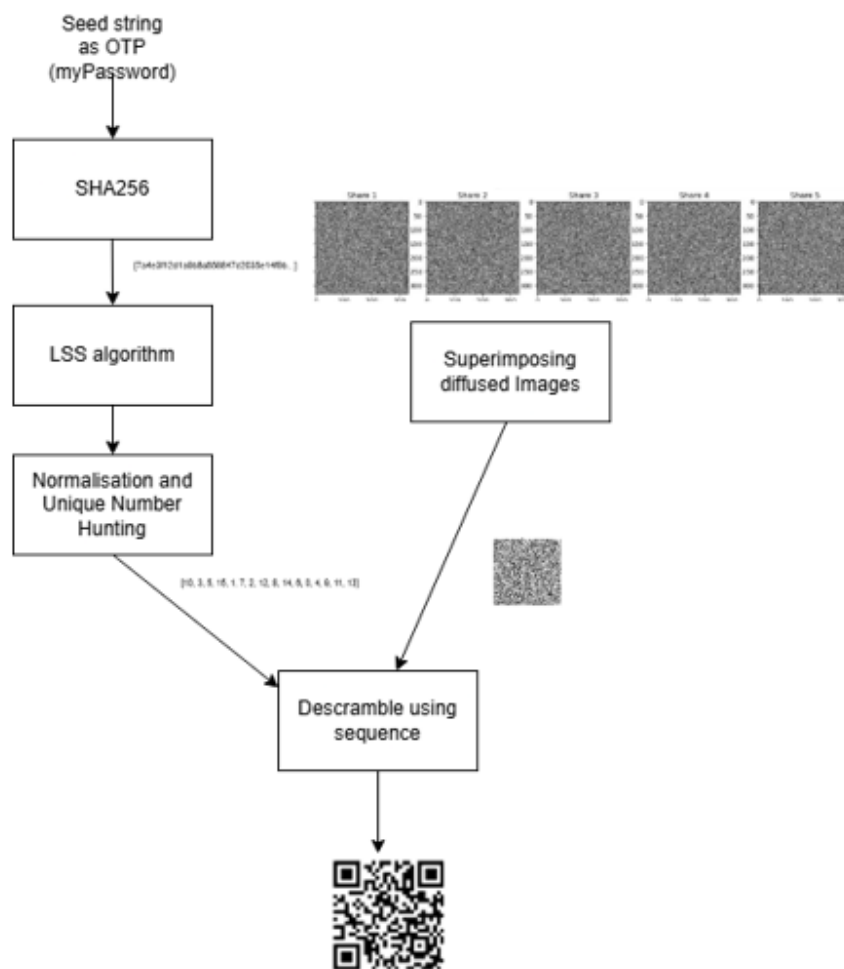 Seed string
as OTP
(myPassword)
SHA256
Share 1 Share 2 Share 3 Share 4 Share 5
LSS algorithm
Superimposing
diffused Images
Normalisation and
Unique Number
Hunting
Descramble using
sequence